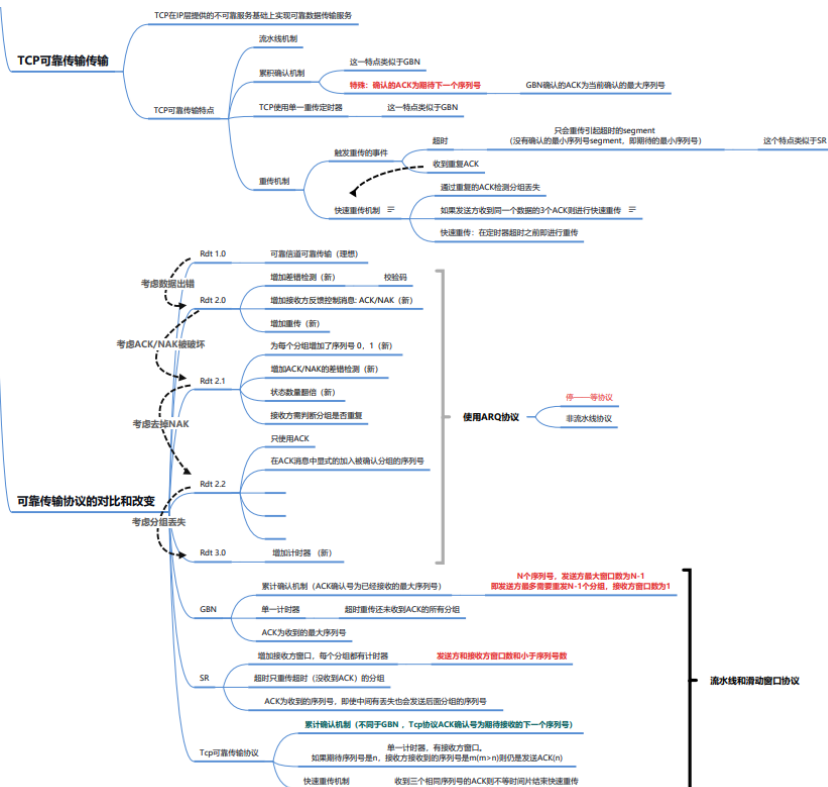 TCP在IP层提供的不可靠服务基础上实现可靠数据传输服务
TCP可靠传输传输
流水线机制
累积确认机制
这一特点类似于GBN
特殊：确认的ACK为期待下一个序列号
GBN确认的ACK为当前确认的最大序列号
TCP可靠传输特点
TCP使用单一重传定时器
这一特点类似于GBN
重传机制
触发重传的事件
超时
只会重传引起超时的segment
（没有确认的最小序列号segment，即期待的最小序列号）
这个特点类似于SR
收到重复ACK
快速重传机制
通过重复的ACK检测分组丢失
如果发送方收到同一个数据的3个ACK则进行快速重传
快速重传：在定时器超时之前即进行重传
可靠传输协议的对比和改变
Rdt 1.0
可靠信道可靠传输（理想）
考虑数据出错
Rdt 2.0
增加差错检测（新）
校验码
增加接收方反馈控制消息: ACK/NAK（新）
增加重传（新）
考虑ACK/NAK被破坏
Rdt 2.1
为每个分组增加了序列号 0，1（新）
增加ACK/NAK的差错检测（新）
状态数量翻倍（新）
接收方需判断分组是否重复
考虑去掉NAK
Rdt 2.2
只使用ACK
在ACK消息中显式的加入被确认分组的序列号
考虑分组丢失
Rdt 3.0
增加计时器 （新）
使用ARQ协议
停——等协议
非流水线协议
GBN
累计确认机制（ACK确认号为已经接收的最大序列号）
N个序列号，发送方最大窗口数为N-1
即发送方最多需要重发N-1个分组，接收方窗口数为1
单一计时器
超时重传还未收到ACK的所有分组
ACK为收到的最大序列号
SR
增加接收方窗口，每个分组都有计时器
发送方和接收方窗口数和小于序列号数
超时只重传超时（没收到ACK）的分组
ACK为收到的序列号，即使中间有丢失也会发送后面分组的序列号
流水线和滑动窗口协议
Tcp可靠传输协议
累计确认机制（不同于GBN ，Tcp协议ACK确认号为期待接收的下一个序列号）
单一计时器，有接收方窗口。
如果期待序列号是n，接收方接收到的序列号是m(m>n)则仍是发送ACK(n)
快速重传机制
收到三个相同序列号的ACK则不等时间片结束快速重传